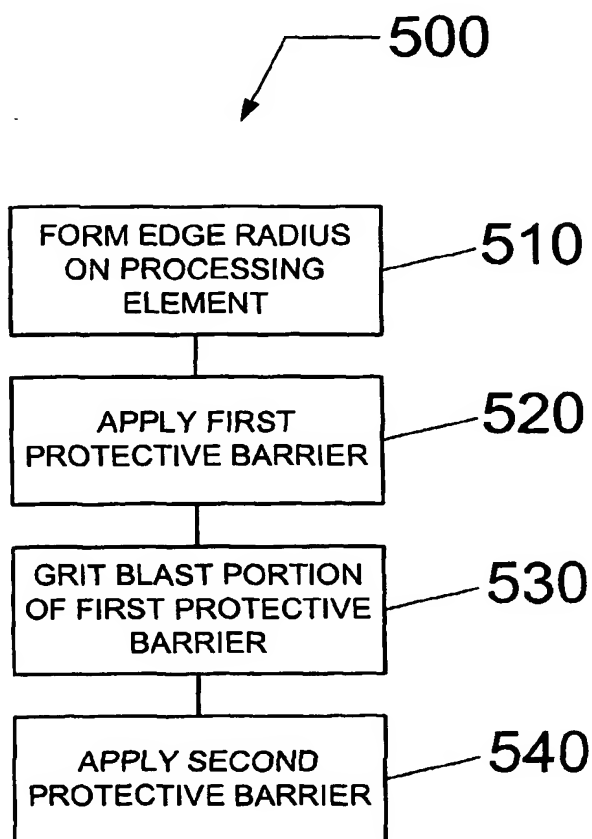 500
FORM EDGE RADIUS
ON PROCESSING
ELEMENT
510
APPLY FIRST
PROTECTIVE BARRIER
520
GRIT BLAST PORTION
OF FIRST PROTECTIVE
BARRIER
530
APPLY SECOND
PROTECTIVE BARRIER
540